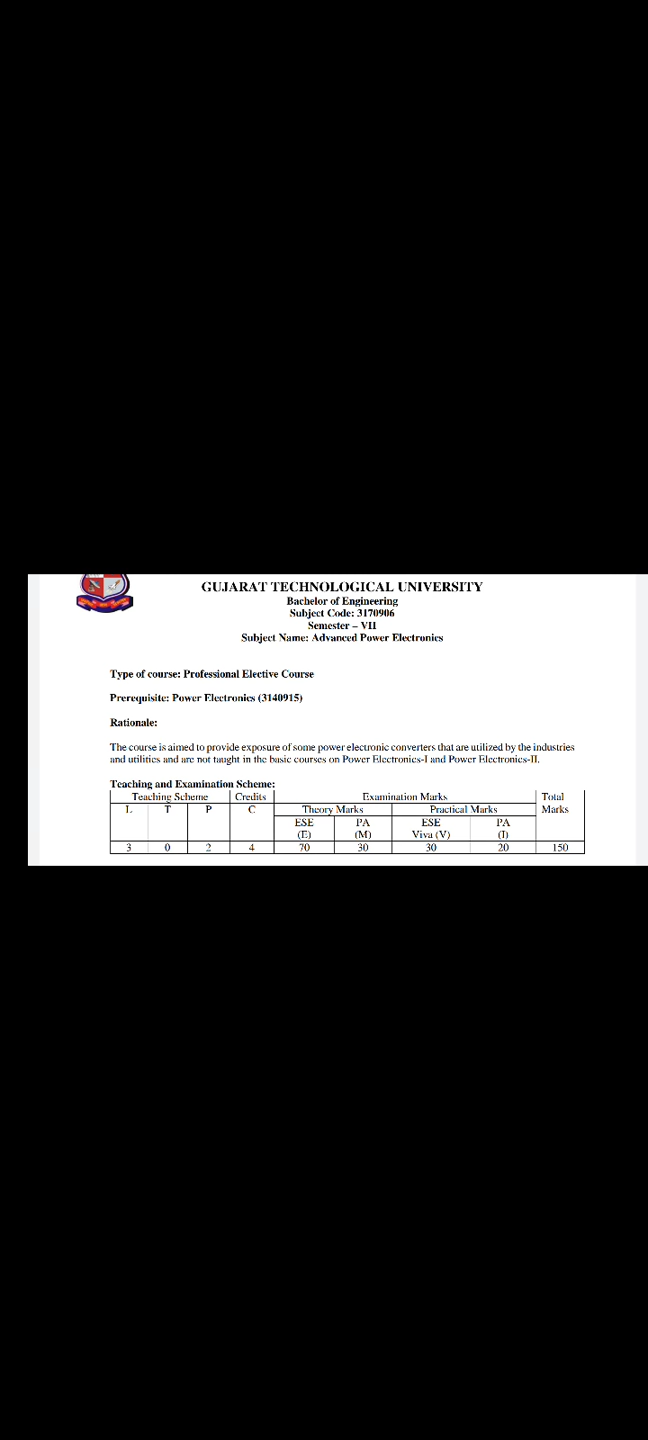 GUJARAT TECHNOLOGICAL UNIVERSITY
Bachelor of Engineering
Subject Code: 3170906
Semester – VII
Subject Name: Advanced Power Electronics
Type of course: Professional Elective Course
Prerequisite: Power Electronics (3140915)
Rationale:
The course is aimed to provide exposure of some power electronic converters that are utilized by the industries
and utilities and are not taught in the basic courses on Power Electronics-I and Power Electronics-II.
Teaching and Examination Scheme:
Teaching Scheme Credits Examination Marks Total
L T P C Theory Marks Practical Marks Marks
ESE PA ESE PA
(E) (M) Viva (V) (I)
3 0 2 4 70 30 30 20 150